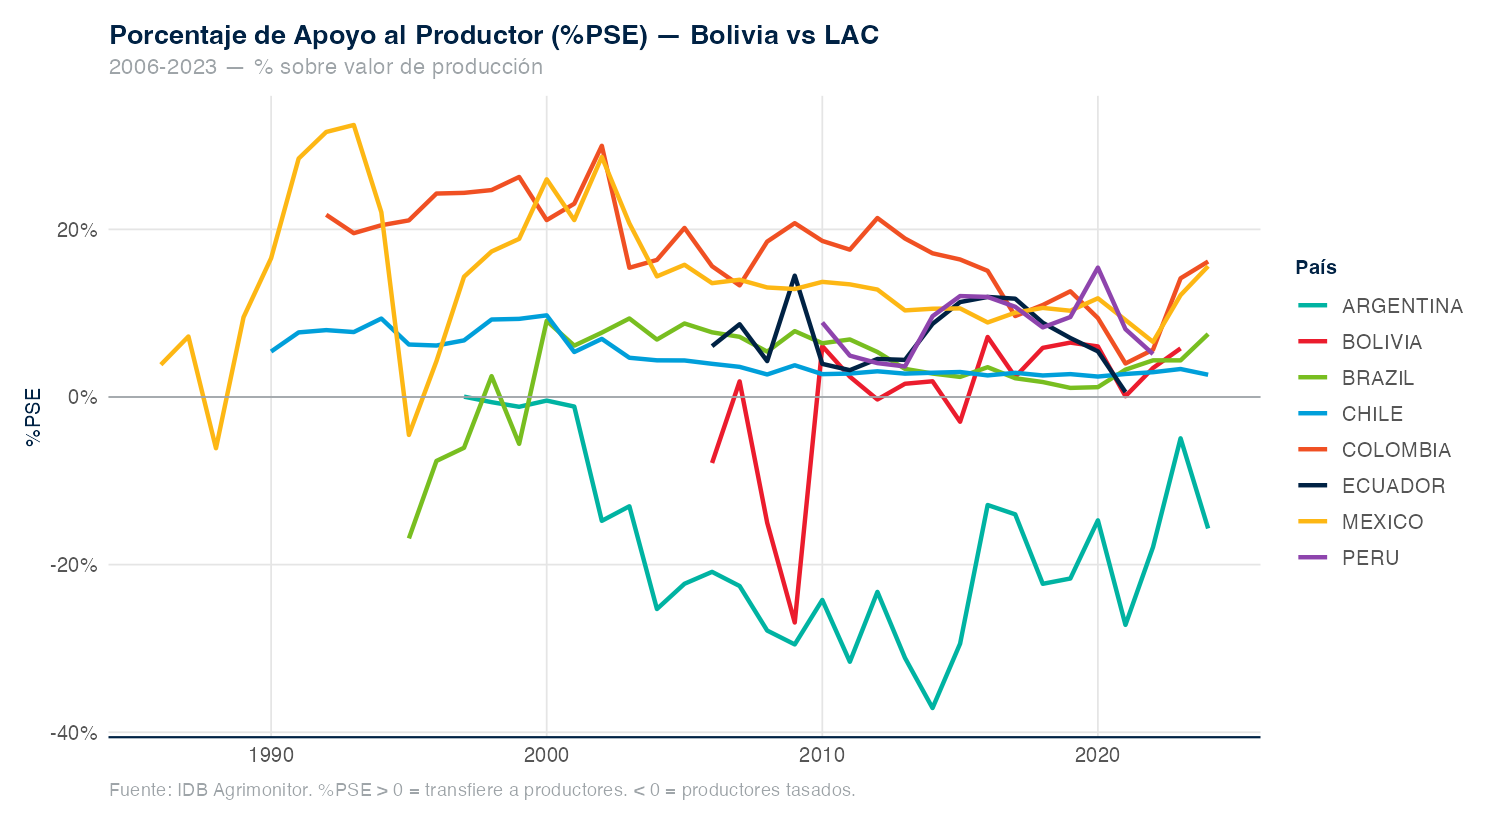 Porcentaje de Apoyo al Productor (%PSE) — Bolivia vs LAC
2006-2023 — % sobre valor de producción
%PSE
20%
0%
-20%
-40%
1990
2000
2010
2020
País
ARGENTINA
BOLIVIA
BRAZIL
CHILE
COLOMBIA
ECUADOR
MEXICO
PERU
Fuente: IDB Agrimonitor. %PSE > 0 = transfiere a productores. < 0 = productores tasados.